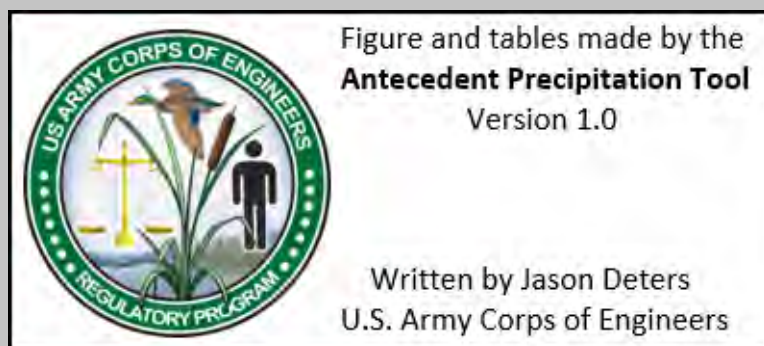 US ARMY CORPS OF ENGINEERS
REGULATORY PROGRAM
Figure and tables made by the
Antecedent Precipitation Tool
Version 1.0
Written by Jason Deters
U.S. Army Corps of Engineers